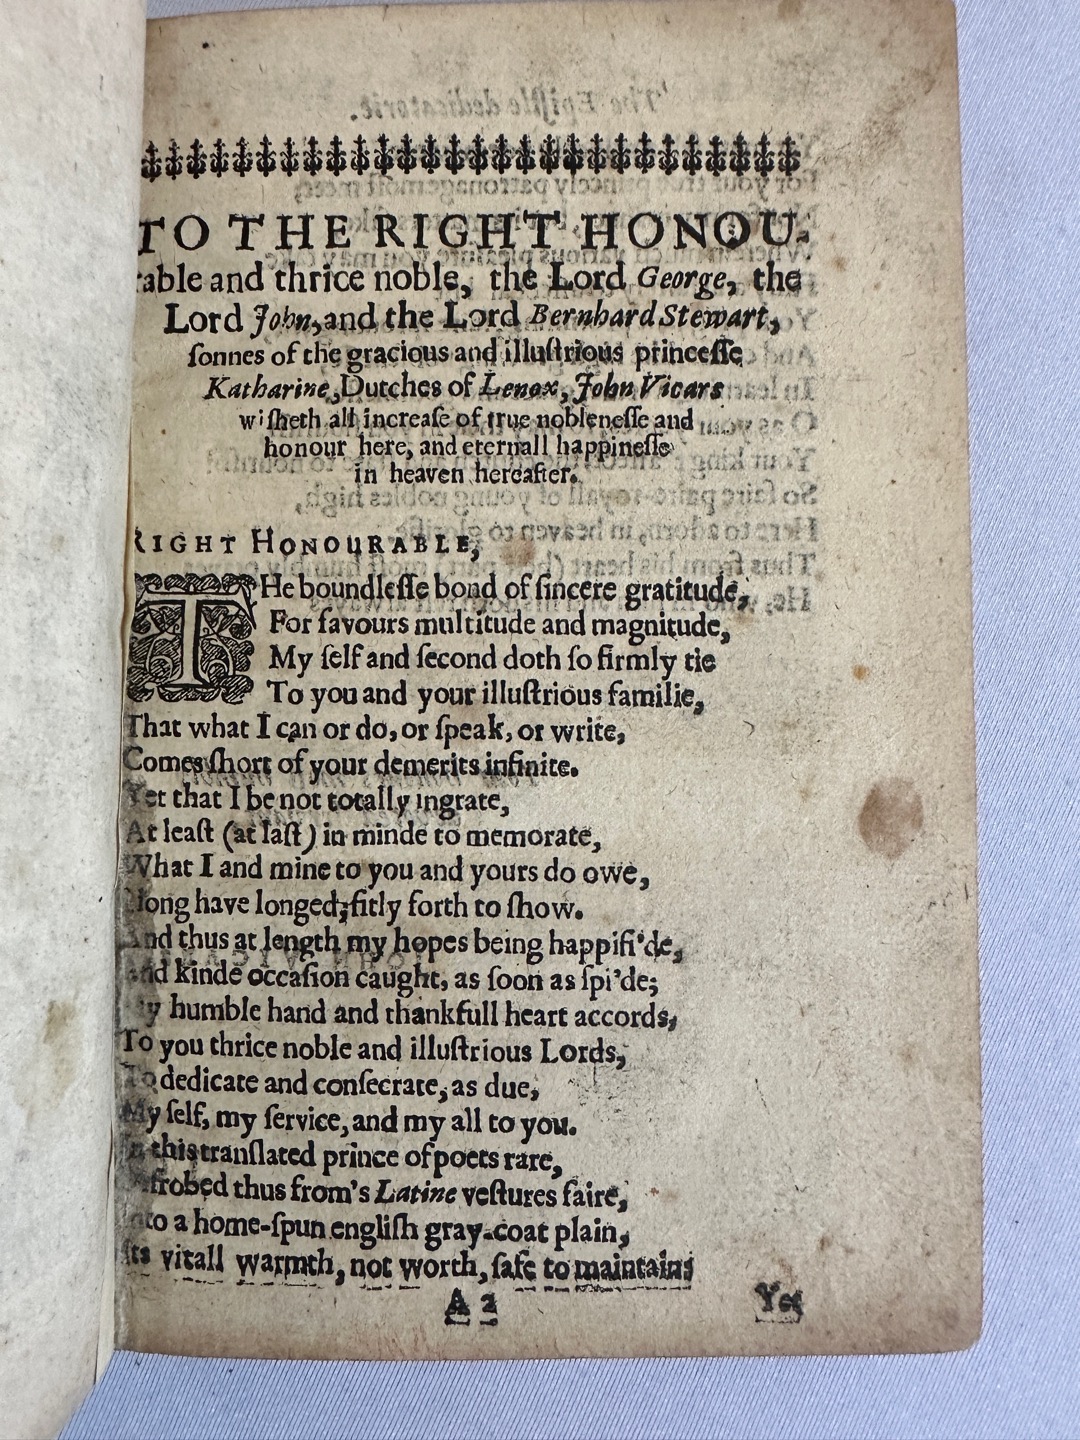 TO THE RIGHT HONOU-
rable and thrice noble, the Lord George, the
Lord John, and the Lord Bernhard Stewart,
ſonnes of the gracious and illuſtrious princeſſe
Katharine, Dutches of Lenox, John Vicars
wiſheth all increaſe of true nobleneſſe and
honour here, and eternall happineſſe
in heaven hereafter.
RIGHT HONOURABLE,
THe boundleſſe bond of ſincere gratitude,
For favours multitude and magnitude,
My ſelf and ſecond doth ſo firmly tie
To you and your illuſtrious familie,
That what I can or do, or ſpeak, or write,
Comes ſhort of your demerits infinite.
Yet that I be not totally ingrate,
At leaſt (at laſt) in minde to memorate,
What I and mine to you and yours do owe,
long have longed, fitly forth to ſhow.
And thus at length my hopes being happifi'de,
And kinde occaſion caught, as ſoon as ſpi'de;
My humble hand and thankfull heart accords,
To you thrice noble and illuſtrious Lords,
To dedicate and conſecrate, as due,
My ſelf, my ſervice, and my all to you.
In this tranſlated prince of poets rare,
thus from's Latine veſtures faire,
Into a home-ſpun engliſh gray-coat plain,
Its vitall warmth, not worth, ſafe to maintain;
A 2
Yet